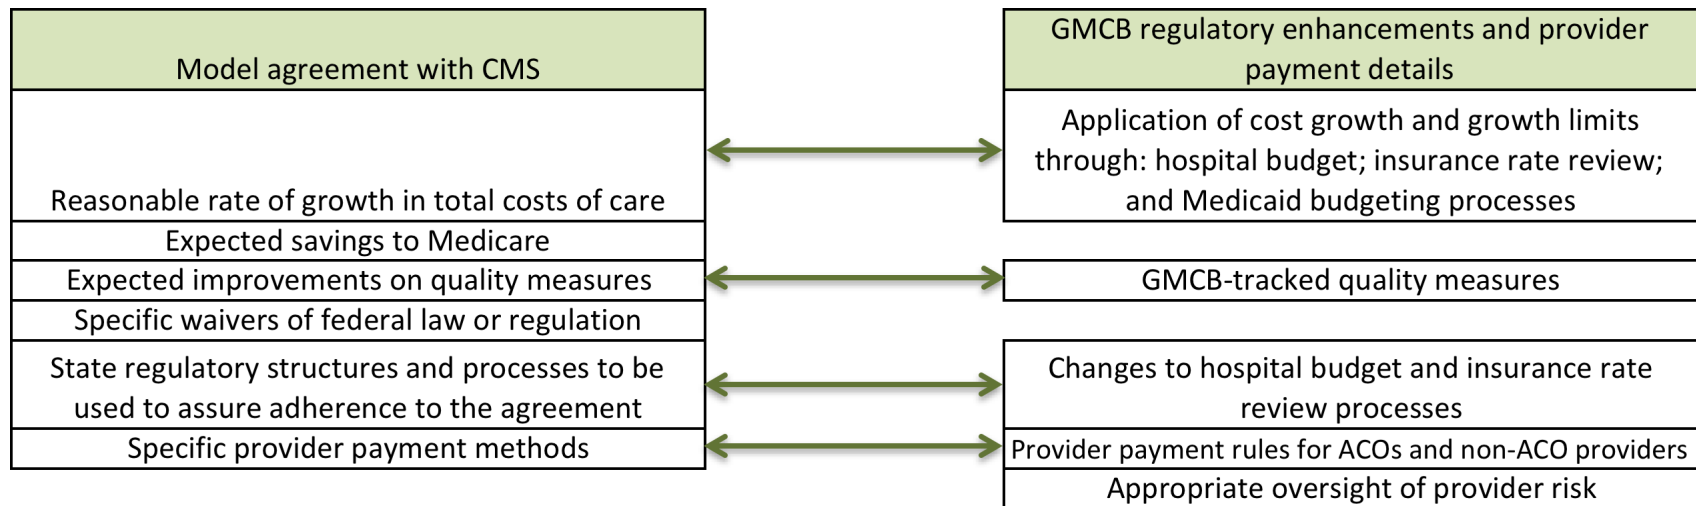 Model agreement with CMS
Reasonable rate of growth in total costs of care
Expected savings to Medicare
Expected improvements on quality measures
Specific waivers of federal law or regulation
State regulatory structures and processes to be
used to assure adherence to the agreement
Specific provider payment methods
GMCB regulatory enhancements and provider
payment details
Application of cost growth and growth limits
through: hospital budget; insurance rate review;
and Medicaid budgeting processes
GMCB-tracked quality measures
Changes to hospital budget and insurance rate
review processes
Provider payment rules for ACOs and non-ACO providers
Appropriate oversight of provider risk